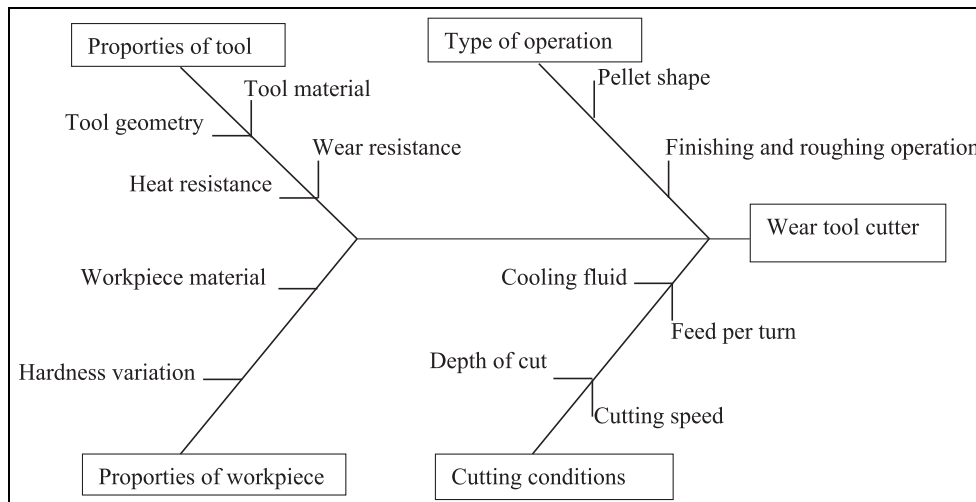 Proporties of tool
Type of operation
Tool material
Pellet shape
Tool geometry
Wear resistance
Finishing and roughing operation
Heat resistance
Wear tool cutter
Workpiece material
Cooling fluid
Feed per turn
Hardness variation
Depth of cut
Cutting speed
Proporties of workpiece
Cutting conditions